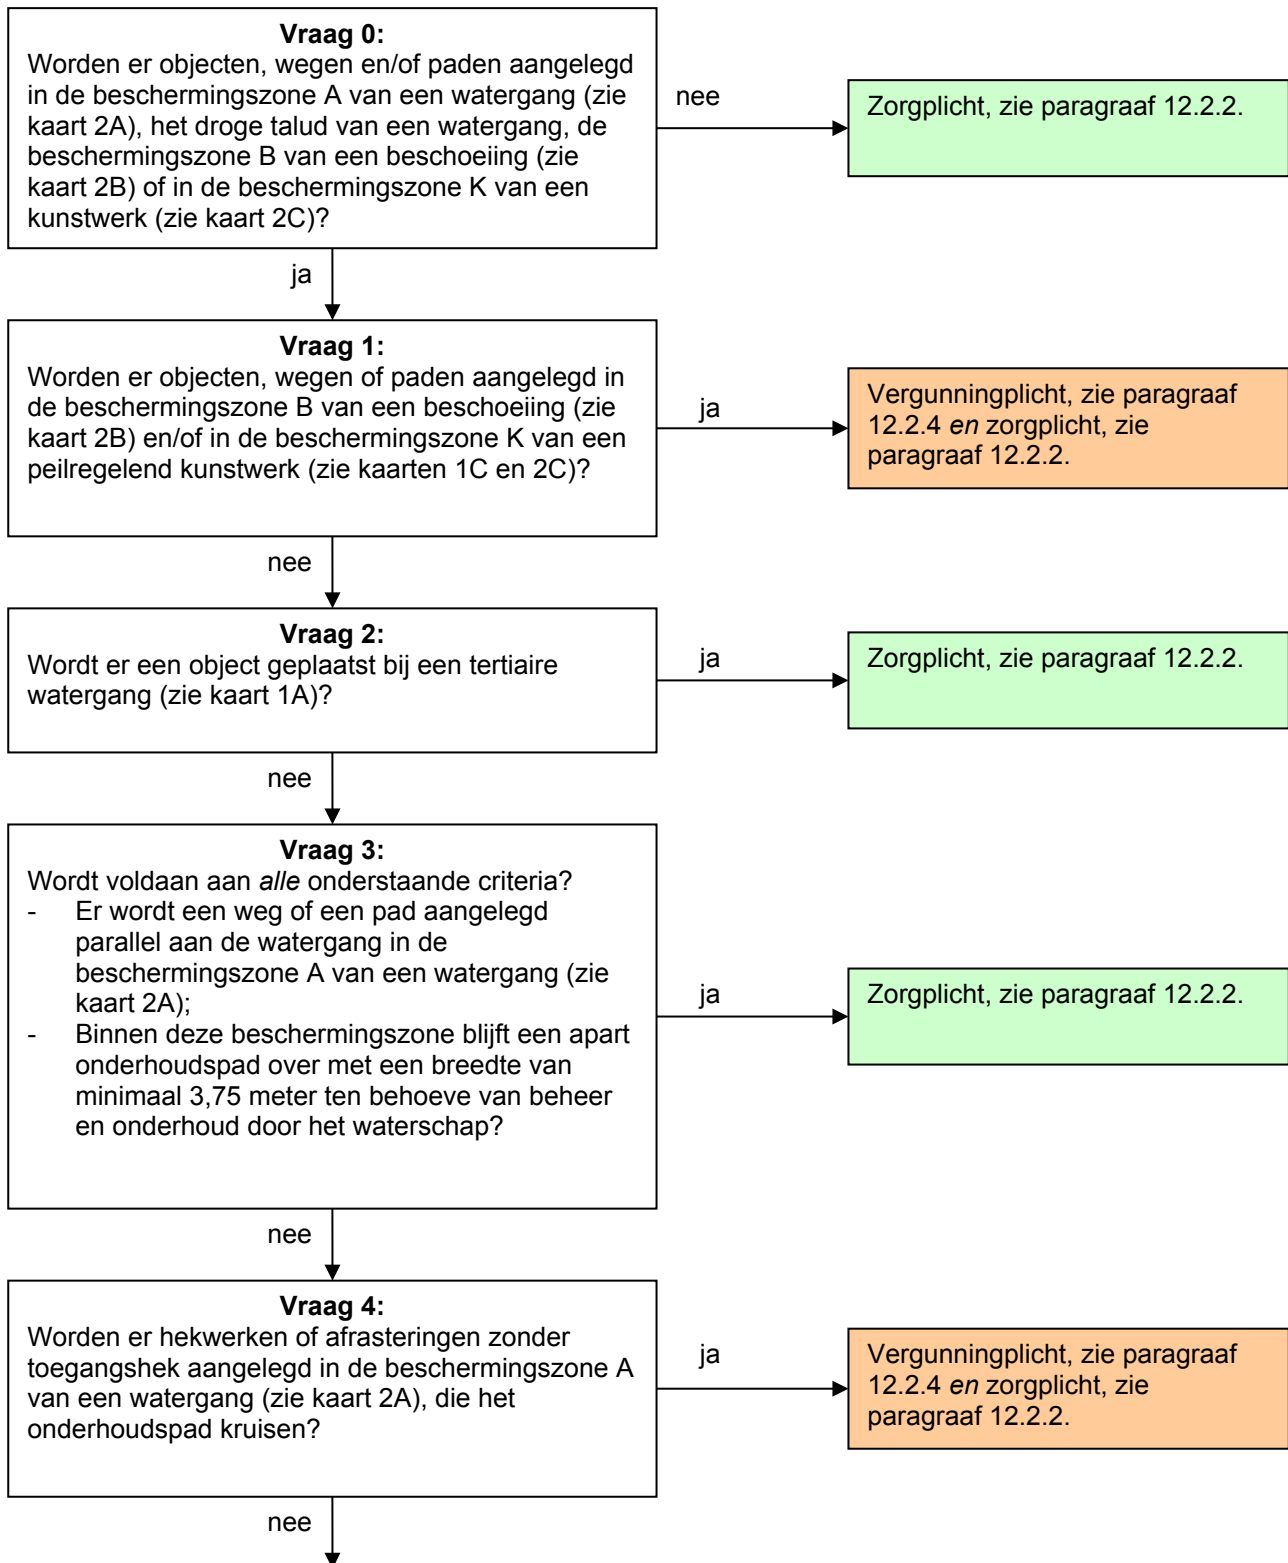 Vraag 0:
Worden er objecten, wegen en/of paden aangelegd
in de beschermingszone A van een watergang (zie
kaart 2A), het droge talud van een watergang, de
beschermingszone B van een beschoeiing (zie
kaart 2B) of in de beschermingszone K van een
kunstwerk (zie kaart 2C)?
nee
Zorgplicht, zie paragraaf 12.2.2.
ja
Vraag 1:
Worden er objecten, wegen of paden aangelegd in
de beschermingszone B van een beschoeiing (zie
kaart 2B) en/of in de beschermingszone K van een
peilregelend kunstwerk (zie kaarten 1C en 2C)?
ja
Vergunningplicht, zie paragraaf
12.2.4 en zorgplicht, zie
paragraaf 12.2.2.
nee
Vraag 2:
Wordt er een object geplaatst bij een tertiaire
watergang (zie kaart 1A)?
ja
Zorgplicht, zie paragraaf 12.2.2.
nee
Vraag 3:
Wordt voldaan aan alle onderstaande criteria?
- Er wordt een weg of een pad aangelegd
parallel aan de watergang in de
beschermingszone A van een watergang (zie
kaart 2A);
- Binnen deze beschermingszone blijft een apart
onderhoudspad over met een breedte van
minimaal 3,75 meter ten behoeve van beheer
en onderhoud door het waterschap?
ja
Zorgplicht, zie paragraaf 12.2.2.
nee
Vraag 4:
Worden er hekwerken of afrasteringen zonder
toegangshek aangelegd in de beschermingszone A
van een watergang (zie kaart 2A), die het
onderhoudspad kruisen?
ja
Vergunningplicht, zie paragraaf
12.2.4 en zorgplicht, zie
paragraaf 12.2.2.
nee